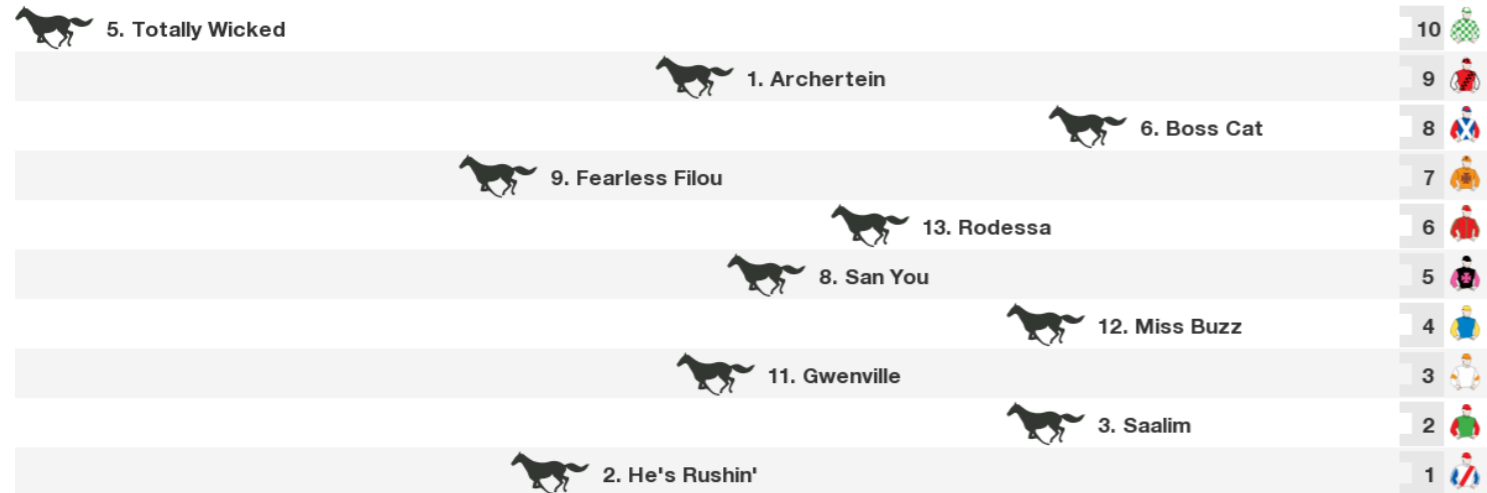 5. Totally Wicked 10
1. Archertein 9
6. Boss Cat 8
9. Fearless Filou 7
13. Rodessa 6
8. San You 5
12. Miss Buzz 4
11. Gwenville 3
3. Saalim 2
2. He's Rushin' 1